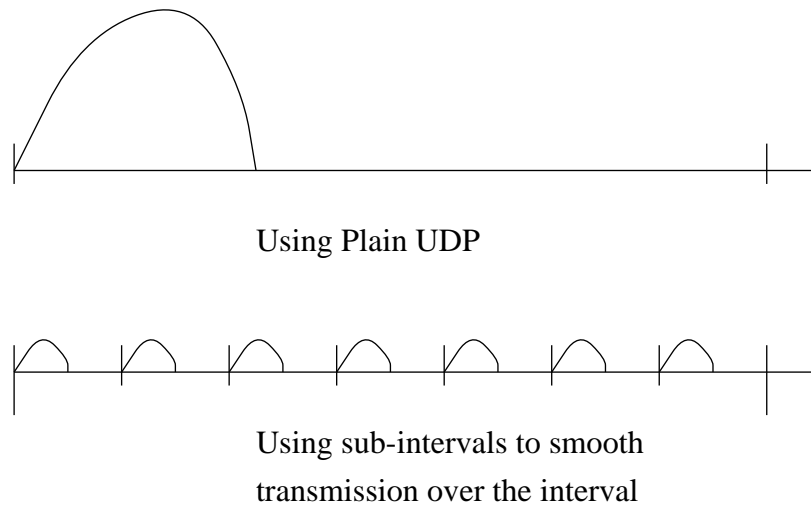 Using Plain UDP
Using sub-intervals to smooth
transmission over the interval